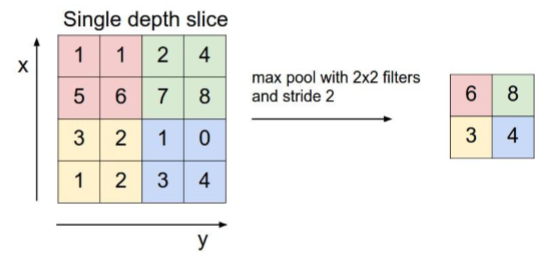 Single depth slice
x
1 1 2 4
5 6 7 8
3 2 1 0
1 2 3 4
y
max pool with 2x2 filters
and stride 2
6 8
3 4